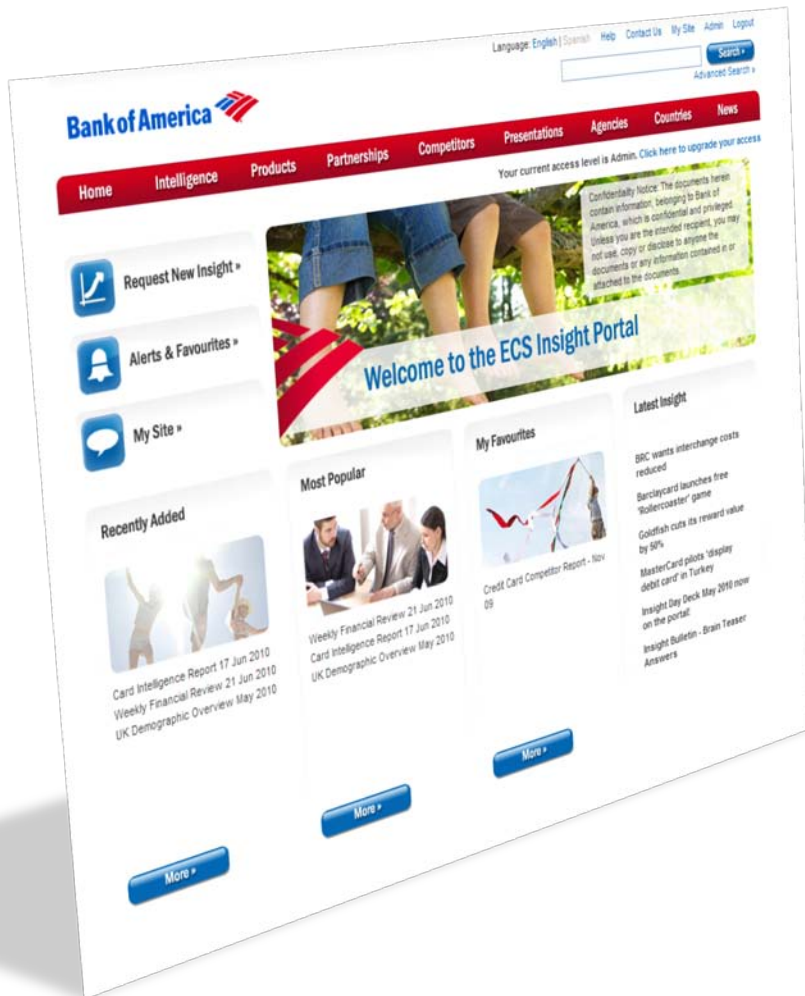 Language: English | Spanish Help Contact Us My Site Admin Logout
Search »
Advanced Search »
Bank of America
Home Intelligence Products Partnerships Competitors Presentations Agencies Countries News
Your current access level is Admin. Click here to upgrade your access
Request New Insight »
Alerts & Favourites »
My Site »
Confidentiality Notice: The documents herein
contain information, belonging to Bank of
America, which is confidential and privileged.
Unless you are the intended recipient, you may
not use, copy or disclose to anyone the
documents or any information contained in or
attached to the documents.
Welcome to the ECS Insight Portal
Recently Added
Card Intelligence Report 17 Jun 2010
Weekly Financial Review 21 Jun 2010
UK Demographic Overview May 2010
More »
Most Popular
Weekly Financial Review 21 Jun 2010
Card Intelligence Report 17 Jun 2010
UK Demographic Overview May 2010
More »
My Favourites
Credit Card Competitor Report - Nov
09
More »
Latest Insight
BRC wants interchange costs
reduced
Barclaycard launches free
'Rollercoaster' game
Goldfish cuts its reward value
by 50%
MasterCard pilots 'display
debit card' in Turkey
Insight Day Deck May 2010 now
on the portal!
Insight Bulletin - Brain Teaser
Answers